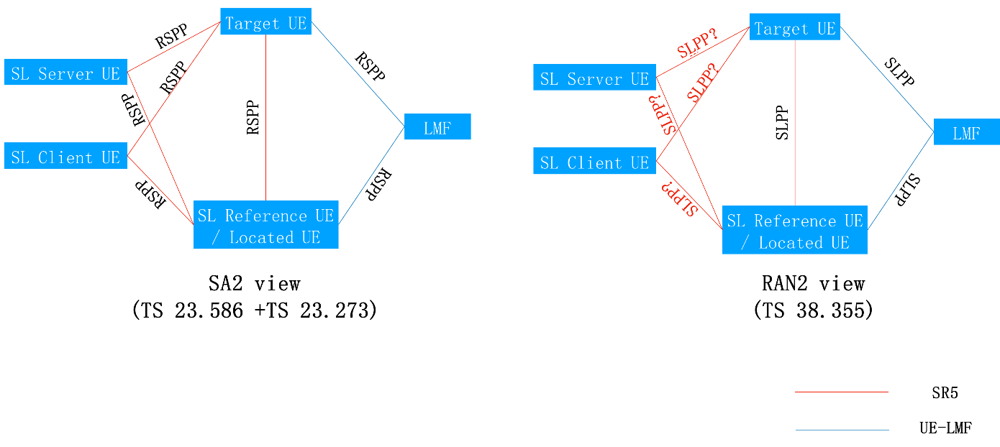 Target UE
RSPP
RSPP
SL Server UE
RSPP
RSPP
RSPP
LMF
SL Client UE
RSPP
RSPP
SL Reference UE
/ Located UE
SA2 view
(TS 23.586 +TS 23.273)
Target UE
SLPP?
SLPP
SL Server UE
SLPP?
SLPP?
SLPP
LMF
SL Client UE
SLPP?
SLPP
SL Reference UE
/ Located UE
RAN2 view
(TS 38.355)
SR5
UE-LMF